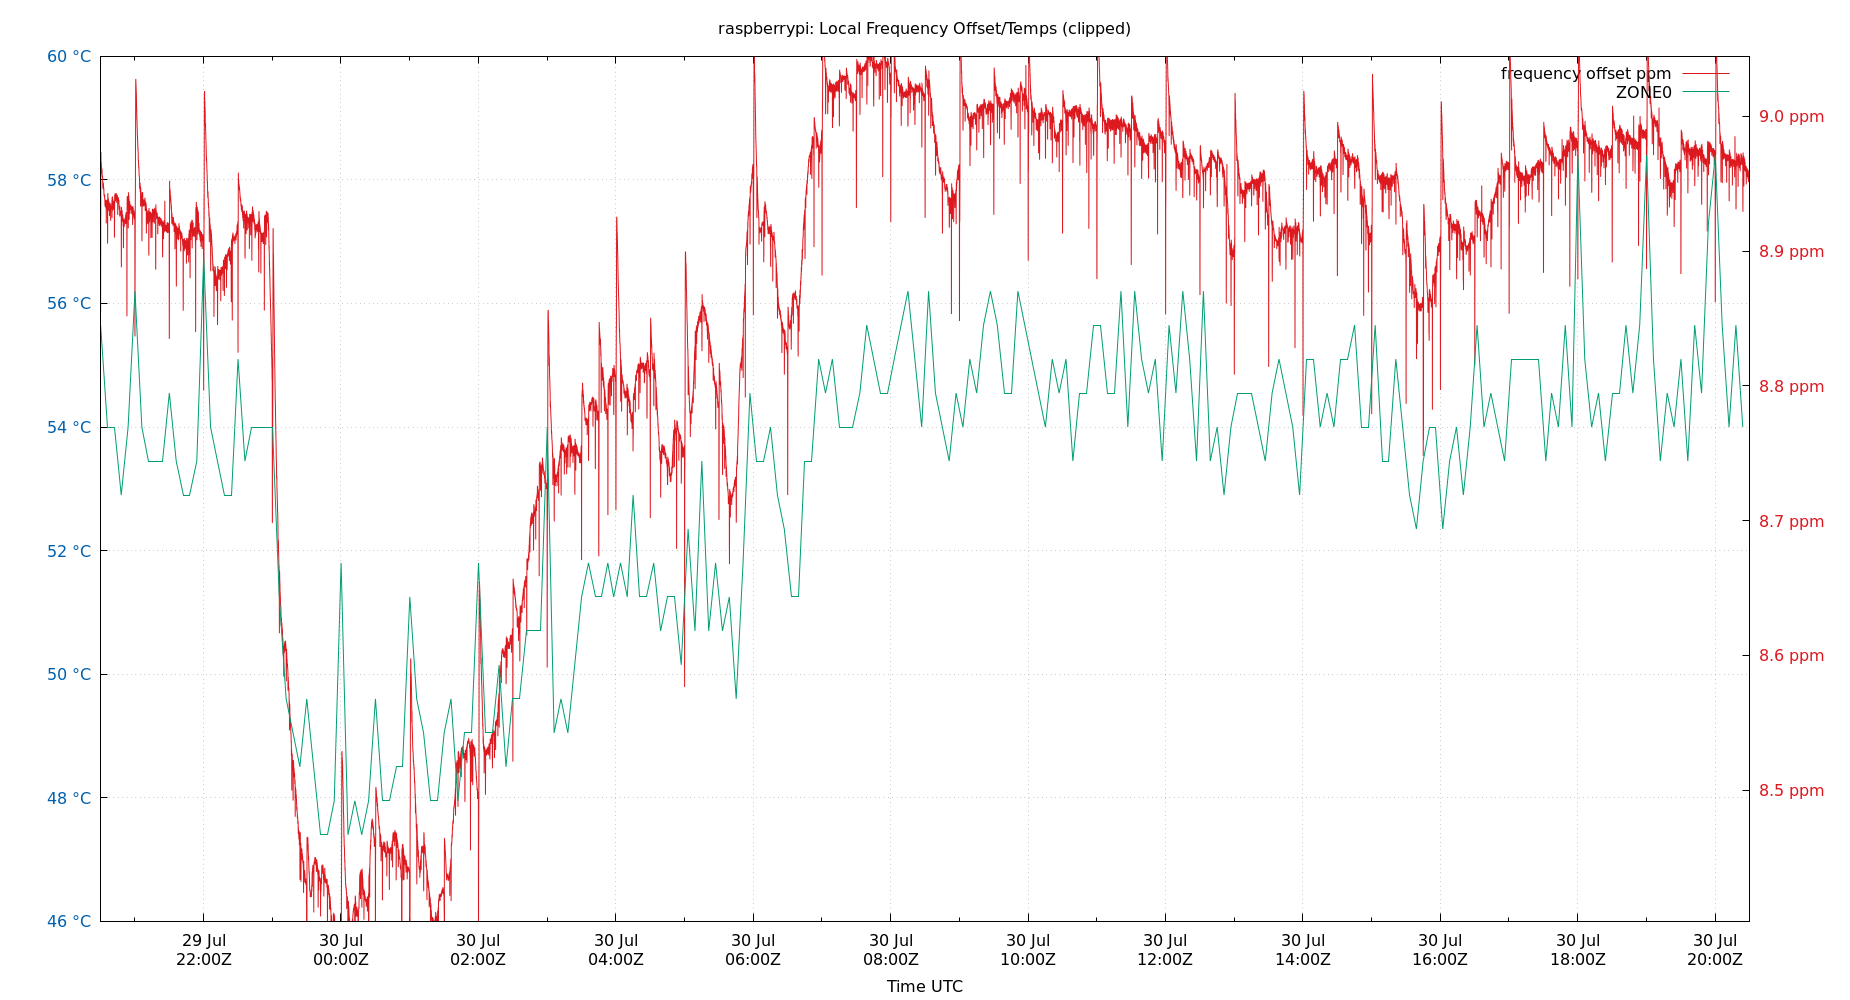 raspberrypi: Local Frequency Offset/Temps (clipped)
60 °C
58 °C
56 °C
54 °C
52 °C
50 °C
48 °C
46 °C
frequency offset ppm
ZONE0
9.0 ppm
8.9 ppm
8.8 ppm
8.7 ppm
8.6 ppm
8.5 ppm
29 Jul
22:00Z
30 Jul
00:00Z
30 Jul
02:00Z
30 Jul
04:00Z
30 Jul
06:00Z
30 Jul
08:00Z
30 Jul
10:00Z
30 Jul
12:00Z
30 Jul
14:00Z
30 Jul
16:00Z
30 Jul
18:00Z
30 Jul
20:00Z
Time UTC